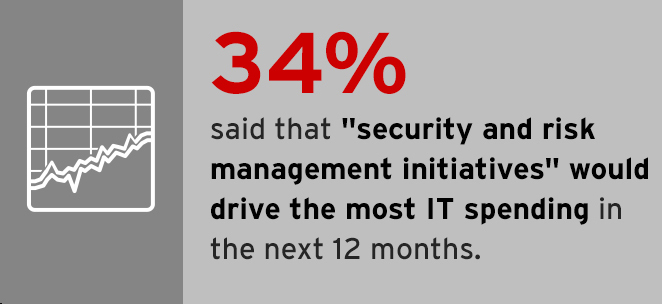 34%
said that "security and risk
management initiatives" would
drive the most IT spending in
the next 12 months.